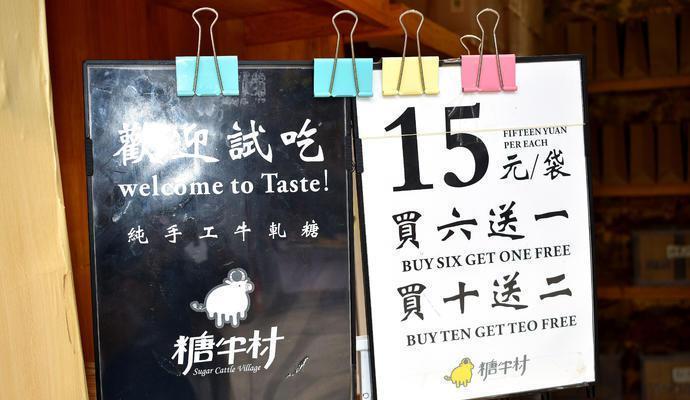 歡迎試吃
welcome to Taste!
純手工牛軋糖
糖牛村
Sugar Cattle Village
15
FIFTEEN YUAN
PER EACH
元/袋
買六送一
BUY SIX GET ONE FREE
買十送二
BUY TEN GET TEO FREE
糖牛村